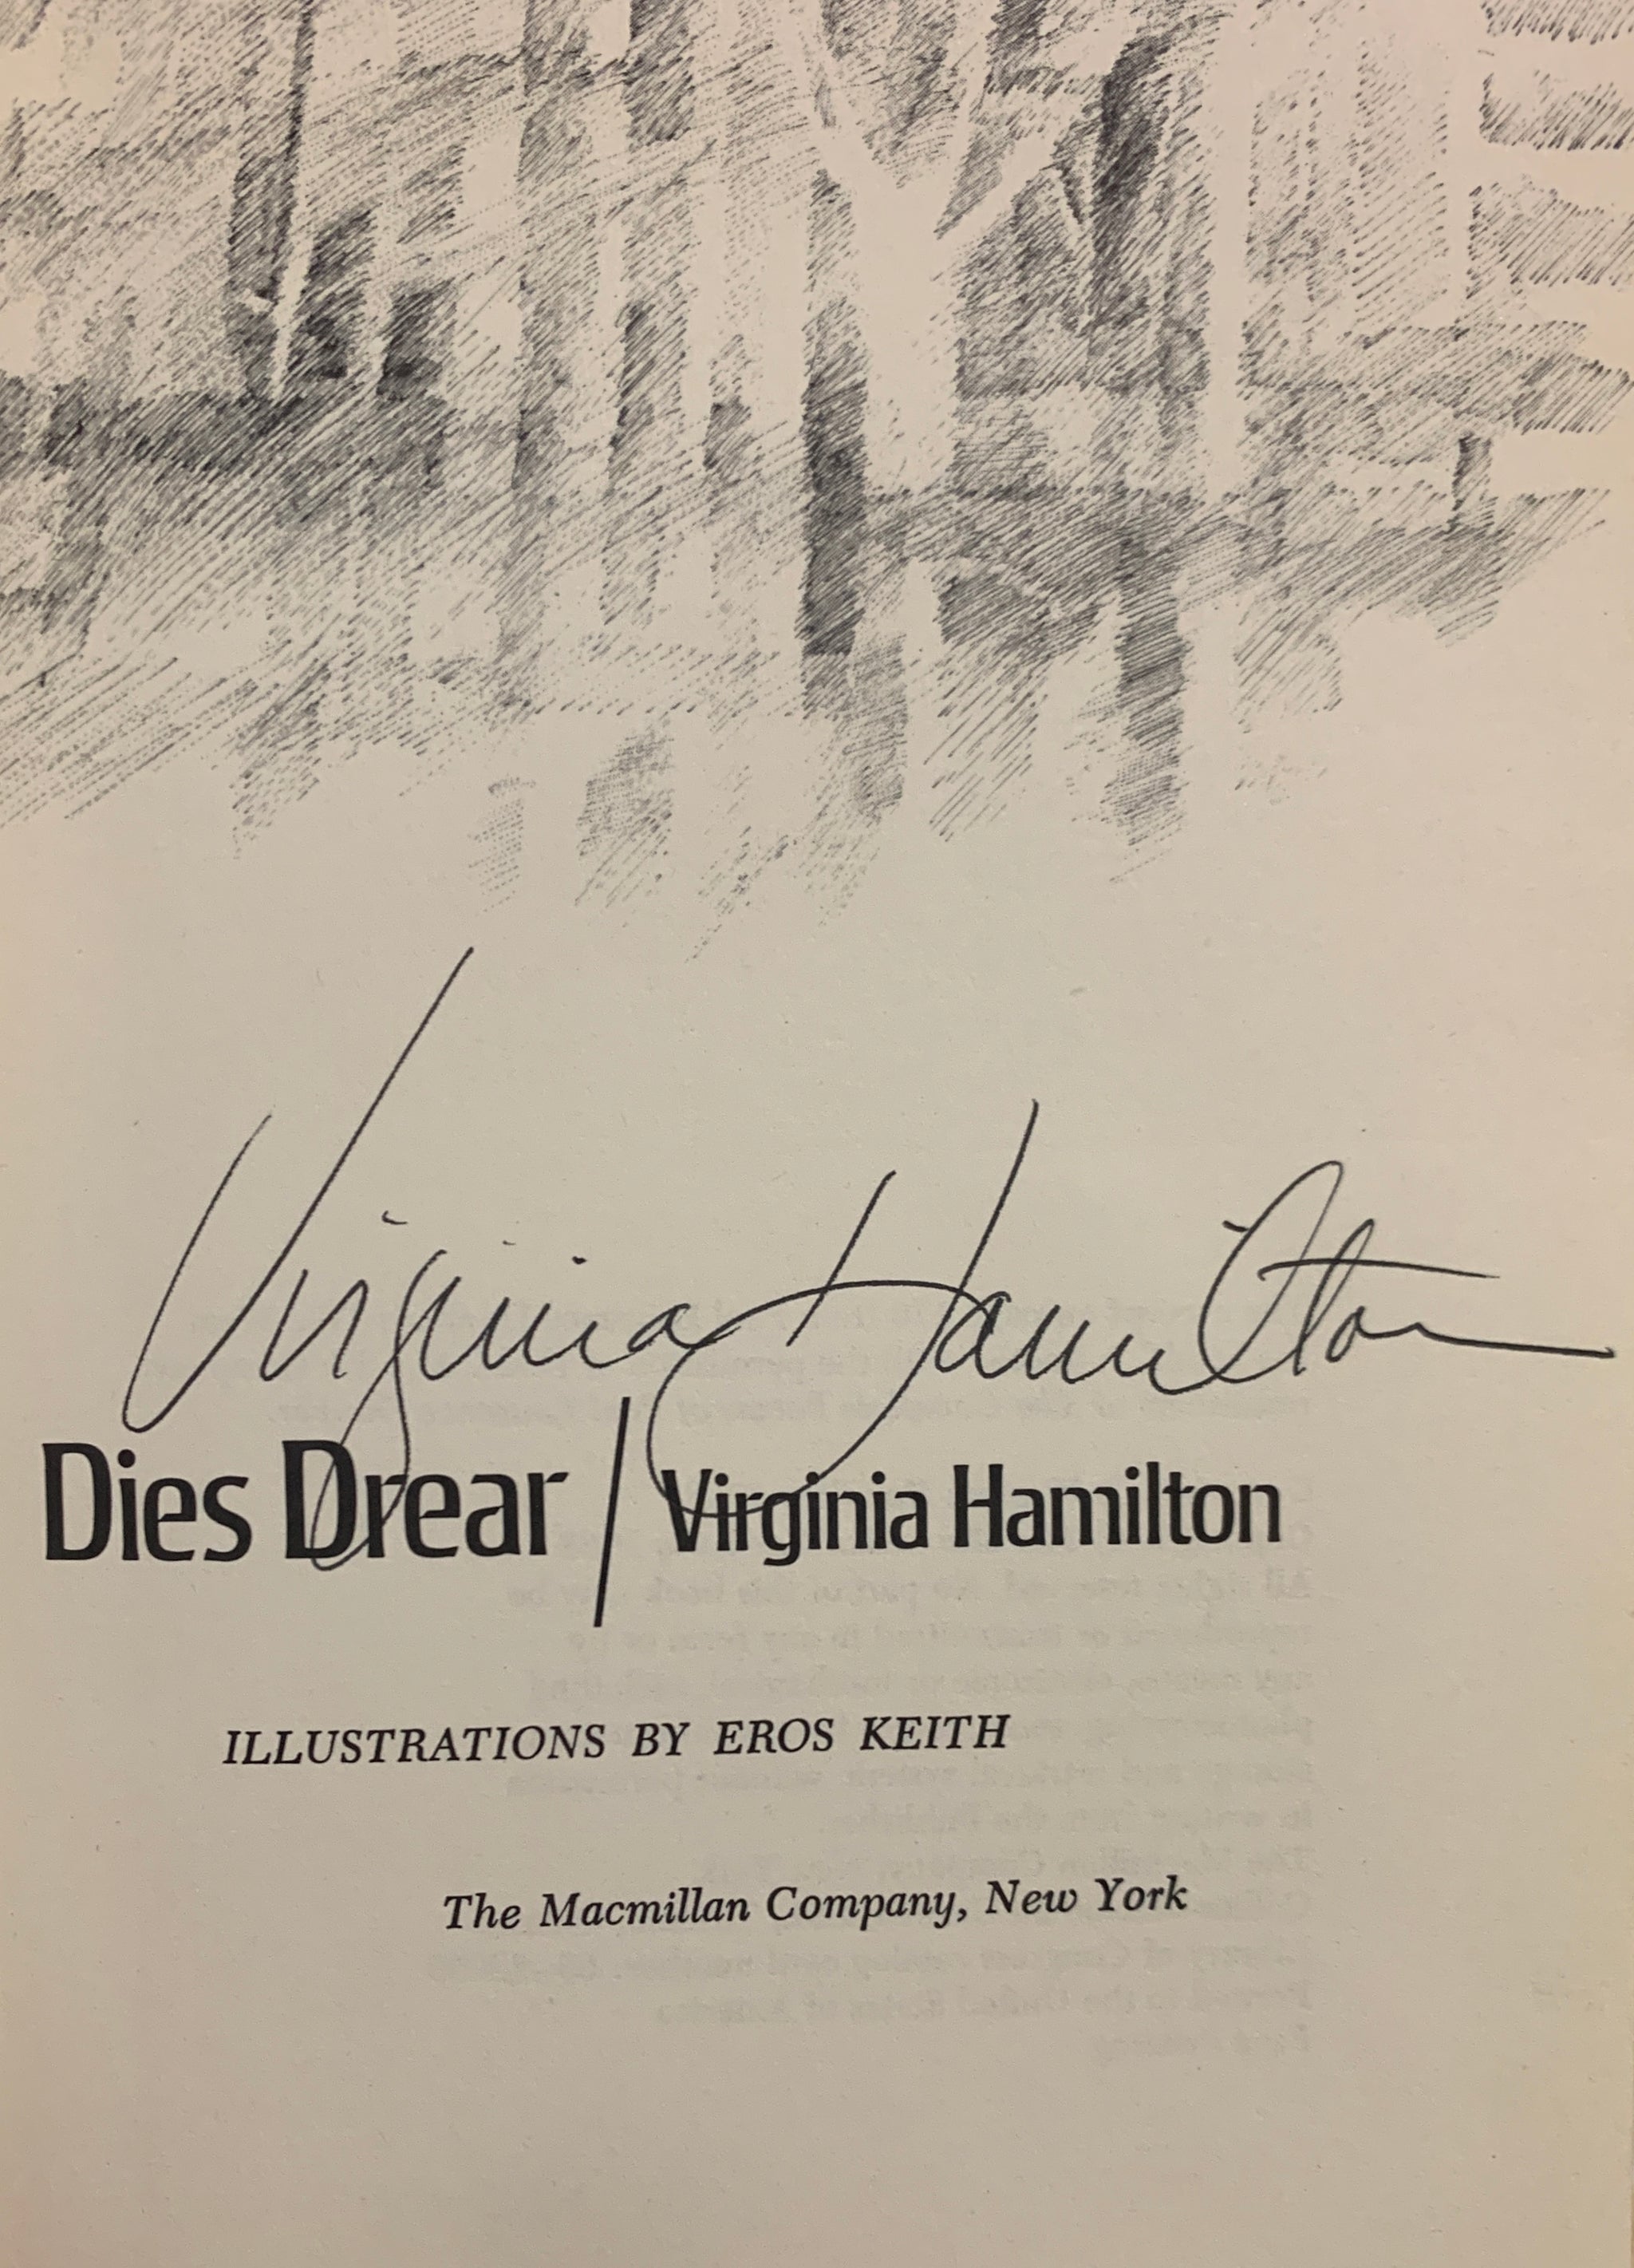 Virginia Hamilton
Dies Drear / Virginia Hamilton
ILLUSTRATIONS BY EROS KEITH
The Macmillan Company, New York